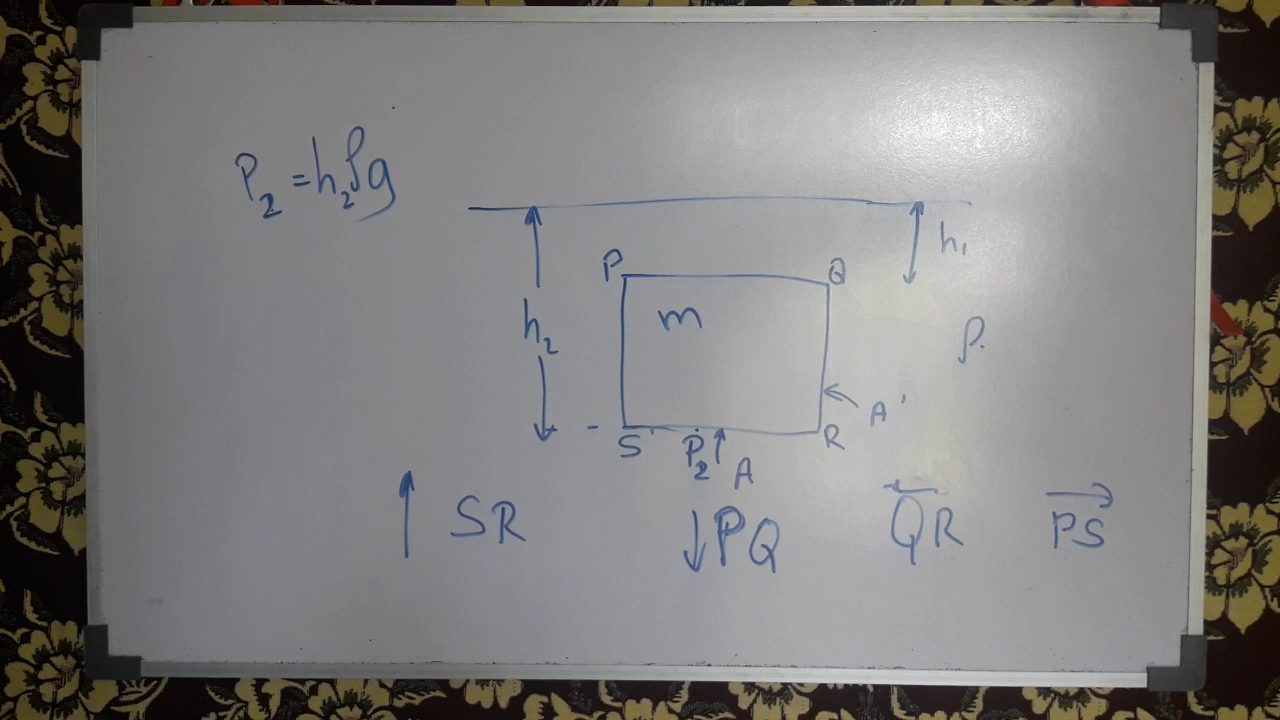 P₂ = h₂ρg
h₁
P Q
m
h₂
ρ.
A'
S R
P₂ A
↑ SR ↓PQ QR PS